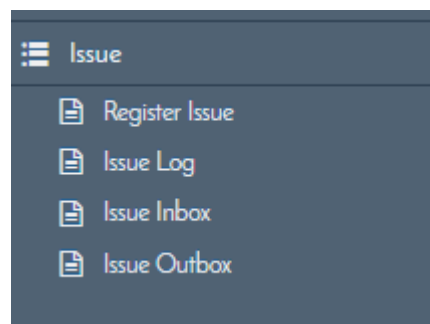 Issue
Register Issue
Issue Log
Issue Inbox
Issue Outbox